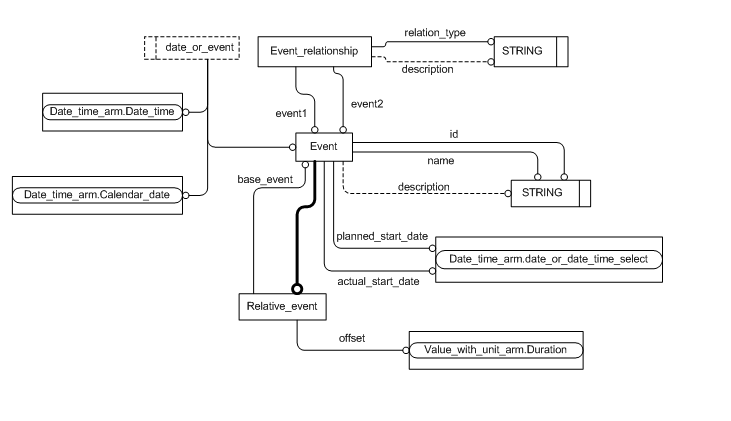 relation_type
date_or_event
Event_relationship
STRING
description
event1
event2
Date_time_arm.Date_time
id
Event
name
base_event
description
STRING
Date_time_arm.Calendar_date
planned_start_date
Date_time_arm.date_or_date_time_select
actual_start_date
Relative_event
offset
Value_with_unit_arm.Duration